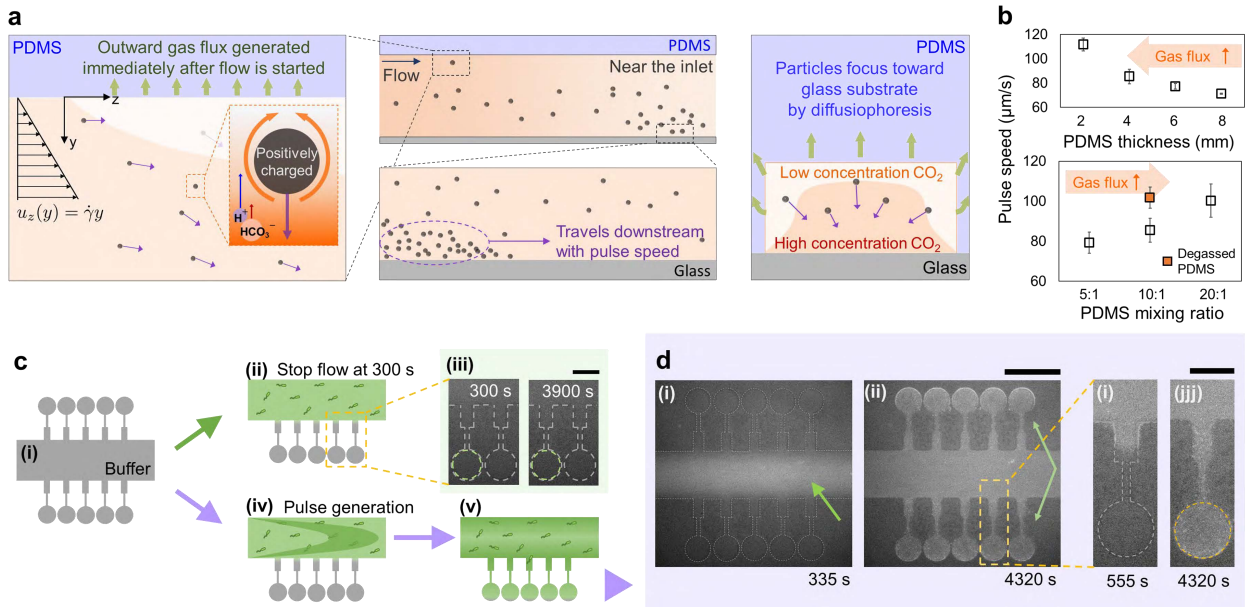 a
PDMS
Outward gas flux generated
immediately after flow is started
z
y
Positively
charged
H+
HCO3−
uz(y) = γ̇y
PDMS
Flow
Near the inlet
Travels downstream
with pulse speed
Glass
PDMS
Particles focus toward
glass substrate
by diffusiophoresis
Low concentration CO2
High concentration CO2
Glass
b
Pulse speed (μm/s)
120
100
80
60
Gas flux ↑
2 4 6 8
PDMS thickness (mm)
120
100
80
60
Gas flux ↑
Degassed
PDMS
5:1 10:1 20:1
PDMS mixing ratio
c
(i)
Buffer
(ii) Stop flow at 300 s
(iii)
300 s
3900 s
(iv) Pulse generation
(v)
d
(i)
335 s
(ii)
4320 s
(i)
555 s
(jjj)
4320 s